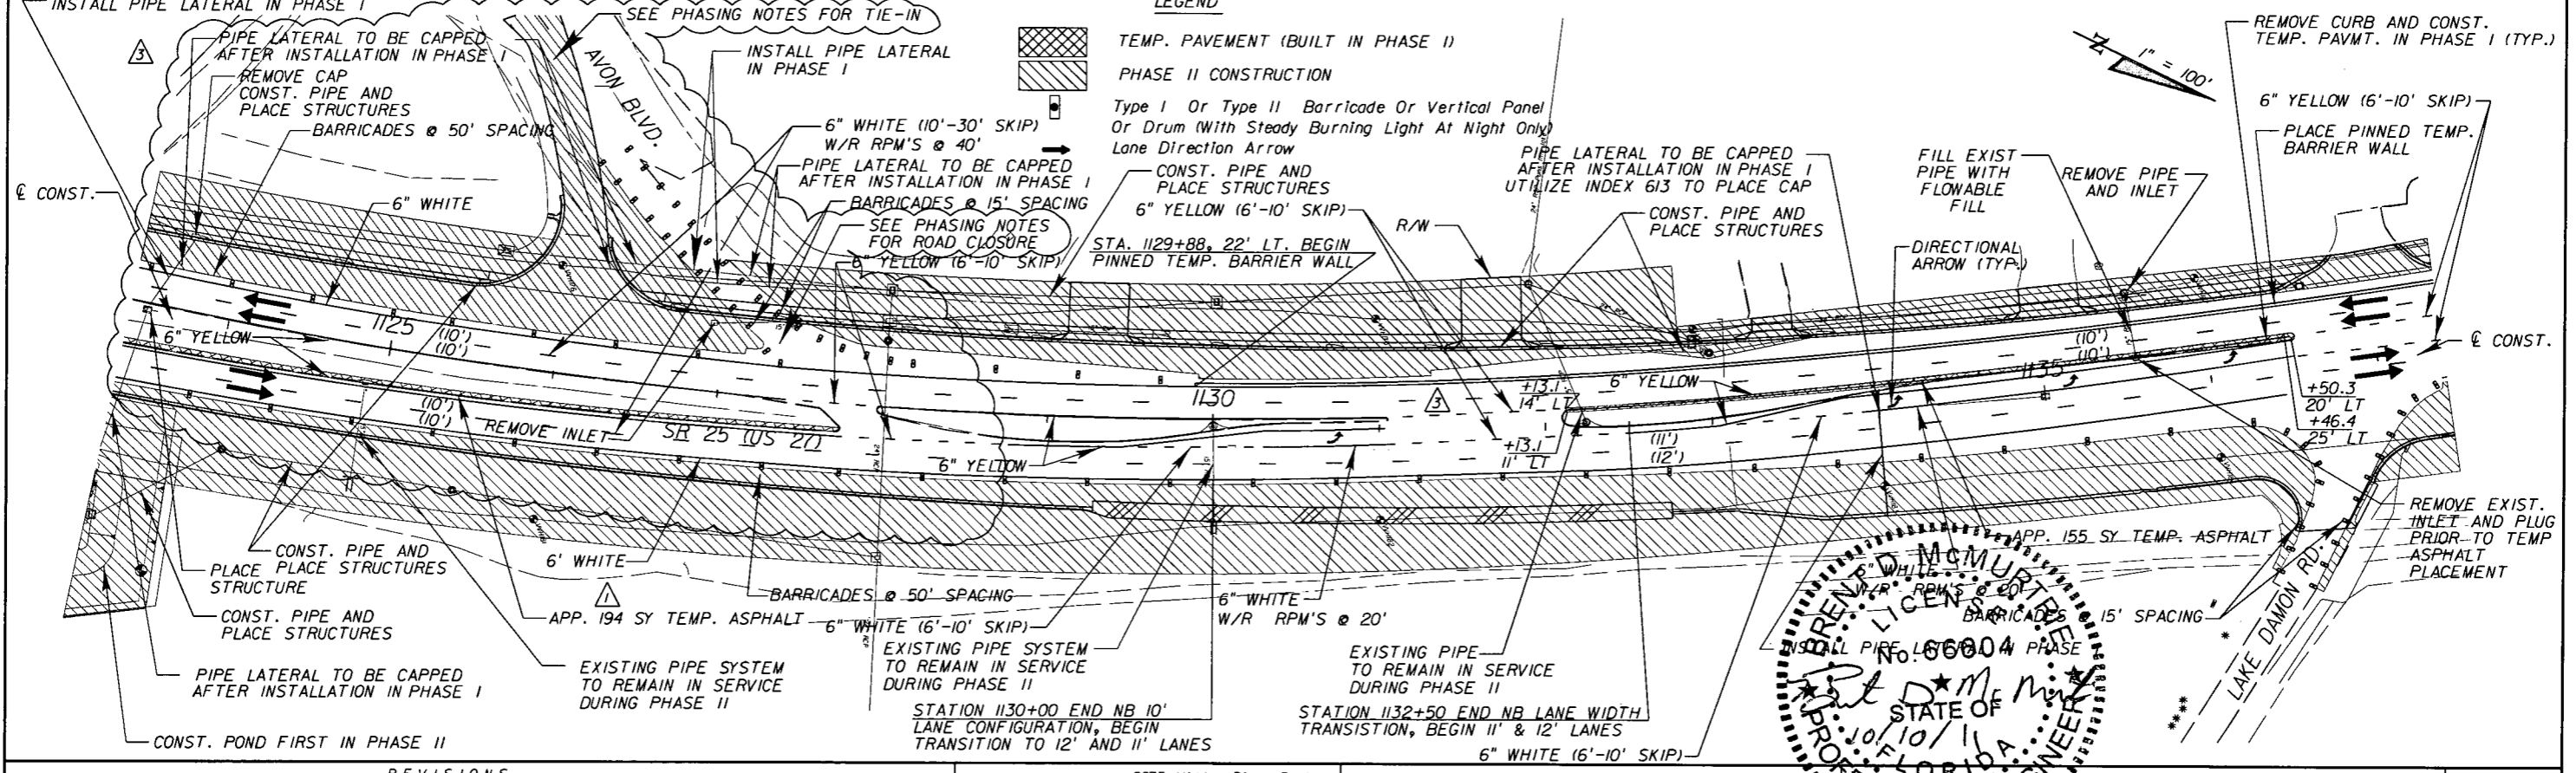 INSTALL PIPE LATERAL IN PHASE I
3
PIPE LATERAL TO BE CAPPED
AFTER INSTALLATION IN PHASE I
REMOVE CAP
CONST. PIPE AND
PLACE STRUCTURES
BARRICADES @ 50' SPACING
℄ CONST.
6" WHITE
SEE PHASING NOTES FOR TIE-IN
AVON BLVD.
INSTALL PIPE LATERAL
IN PHASE I
6" WHITE (10'-30' SKIP)
W/R RPM'S @ 40'
PIPE LATERAL TO BE CAPPED
AFTER INSTALLATION IN PHASE I
BARRICADES @ 15' SPACING
SEE PHASING NOTES
FOR ROAD CLOSURE
6" YELLOW (6'-10' SKIP)
LEGEND
TEMP. PAVEMENT (BUILT IN PHASE I)
PHASE II CONSTRUCTION
Type I Or Type II Barricade Or Vertical Panel
Or Drum (With Steady Burning Light At Night Only)
Lane Direction Arrow
CONST. PIPE AND
PLACE STRUCTURES
6" YELLOW (6'-10' SKIP)
STA. 1129+88, 22' LT. BEGIN
PINNED TEMP. BARRIER WALL
R/W
PIPE LATERAL TO BE CAPPED
AFTER INSTALLATION IN PHASE I
UTILIZE INDEX 613 TO PLACE CAP
CONST. PIPE AND
PLACE STRUCTURES
FILL EXIST
PIPE WITH
FLOWABLE
FILL
REMOVE PIPE
AND INLET
DIRECTIONAL
ARROW (TYP.)
N
1" = 100'
REMOVE CURB AND CONST.
TEMP. PAVMT. IN PHASE I (TYP.)
6" YELLOW (6'-10' SKIP)
PLACE PINNED TEMP.
BARRIER WALL
℄ CONST.
1125
(10')
(10')
6" YELLOW
(10')
(10')
REMOVE INLET
SR 25 (US 27)
6" YELLOW
1130
3
+13.1
14' LT
+13.1
11' LT
6" YELLOW
(11')
(12')
1135
(10')
(10')
+50.3
20' LT
+46.4
25' LT
CONST. PIPE AND
PLACE STRUCTURES
PLACE
STRUCTURE
CONST. PIPE AND
PLACE STRUCTURES
PIPE LATERAL TO BE CAPPED
AFTER INSTALLATION IN PHASE I
CONST. POND FIRST IN PHASE II
6' WHITE
1
APP. 194 SY TEMP. ASPHALT
EXISTING PIPE SYSTEM
TO REMAIN IN SERVICE
DURING PHASE II
BARRICADES @ 50' SPACING
6" WHITE (6'-10' SKIP)
EXISTING PIPE SYSTEM
TO REMAIN IN SERVICE
DURING PHASE II
STATION 1130+00 END NB 10'
LANE CONFIGURATION, BEGIN
TRANSITION TO 12' AND 11' LANES
6" WHITE
W/R RPM'S @ 20'
EXISTING PIPE
TO REMAIN IN SERVICE
DURING PHASE II
STATION 1132+50 END NB LANE WIDTH
TRANSISTION, BEGIN 11' & 12' LANES
6" WHITE (6'-10' SKIP)
APP. 155 SY TEMP. ASPHALT
6" WHITE
W/R RPM'S @ 20'
BARRICADES @ 15' SPACING
INSTALL PIPE LATERAL IN PHASE I
REMOVE EXIST.
INLET AND PLUG
PRIOR TO TEMP
ASPHALT
PLACEMENT
LAKE DAMON RD.
BRENT D McMURTRIE
LICENSE
No. 66804
STATE OF
10/10/11
FLORIDA
REVISIONS